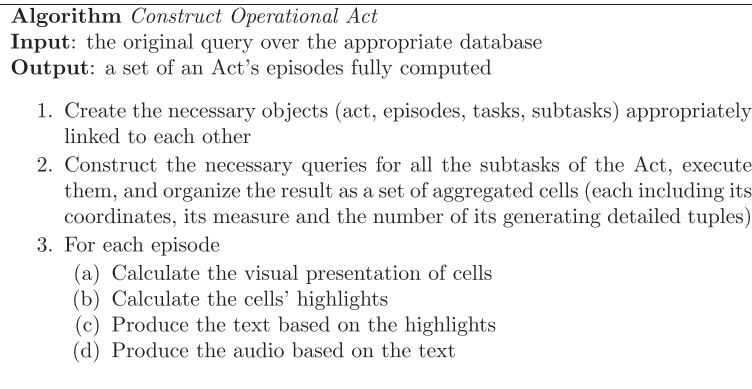 Algorithm Construct Operational Act
Input: the original query over the appropriate database
Output: a set of an Act's episodes fully computed
1. Create the necessary objects (act, episodes, tasks, subtasks) appropriately
linked to each other
2. Construct the necessary queries for all the subtasks of the Act, execute
them, and organize the result as a set of aggregated cells (each including its
coordinates, its measure and the number of its generating detailed tuples)
3. For each episode
(a) Calculate the visual presentation of cells
(b) Calculate the cells' highlights
(c) Produce the text based on the highlights
(d) Produce the audio based on the text